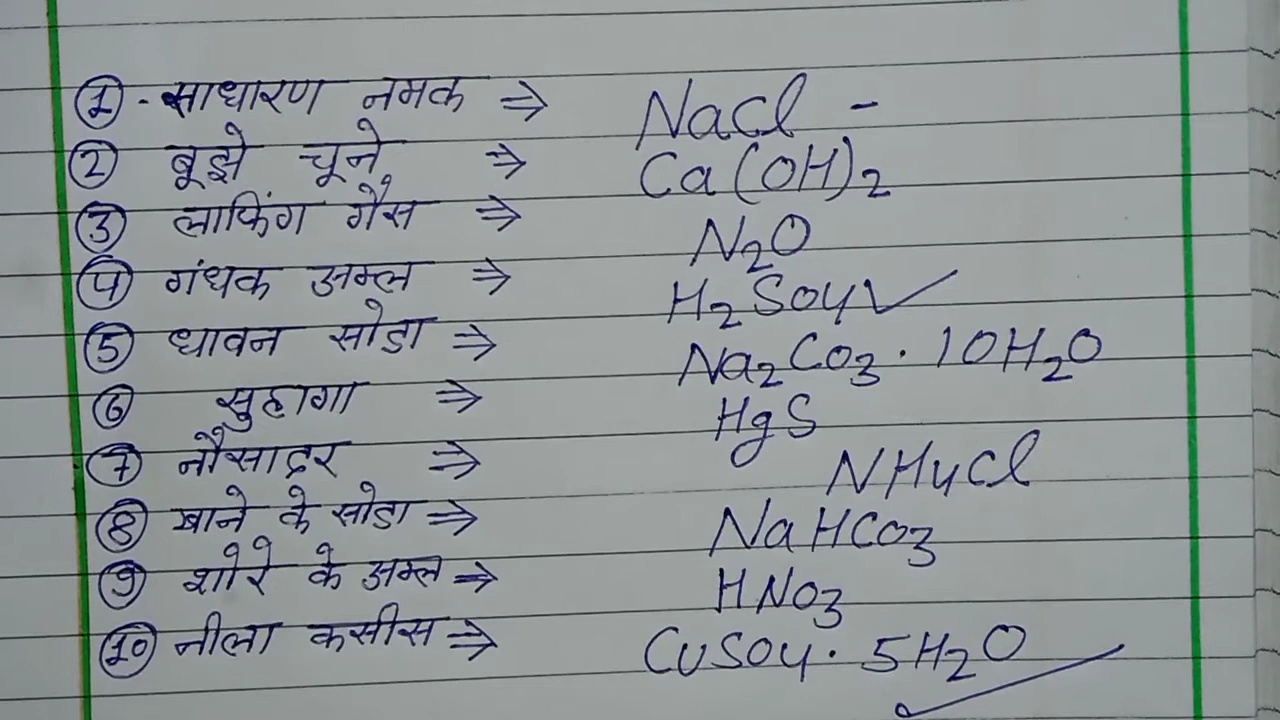 ① साधारण नमक ⇒ NaCl -
② बूझे चूने ⇒ Ca(OH)2
③ लाफिंग गैस ⇒ N2O
④ गंधक अम्ल ⇒ H2SO4 ✓
⑤ धावन सोडा ⇒ Na2CO3 · 10H2O
⑥ सुहागा ⇒ HgS
⑦ नौसादर ⇒ NH4Cl
⑧ खाने के सोडा ⇒ NaHCO3
⑨ शोरे के अम्ल ⇒ HNO3
⑩ नीला कसीस ⇒ CuSO4 · 5H2O